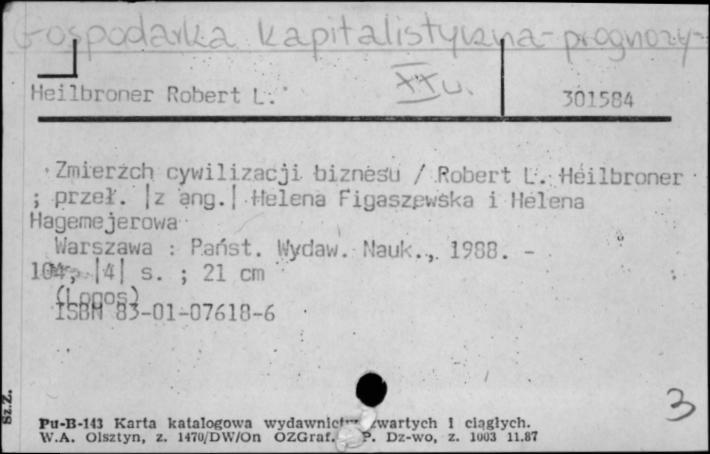 Gospodarka kapitalistyczna - prognozy -
XX w.
Heilbroner Robert L. 301584
Zmierzch cywilizacji biznesu / Robert L. Heilbroner
; przeł. |z ang.| Helena Figaszewska i Helena
Hagemejerowa
Warszawa : Państ. Wydaw. Nauk., 1988. -
104, |4| s. ; 21 cm
(Logos)
ISBN 83-01-07618-6
3
Sz.Z.
Pu-B-143 Karta katalogowa wydawnictw zwartych i ciągłych.
W.A. Olsztyn, z. 1470/DW/On OZGraf. P. Dz-wo, z. 1003 11.87